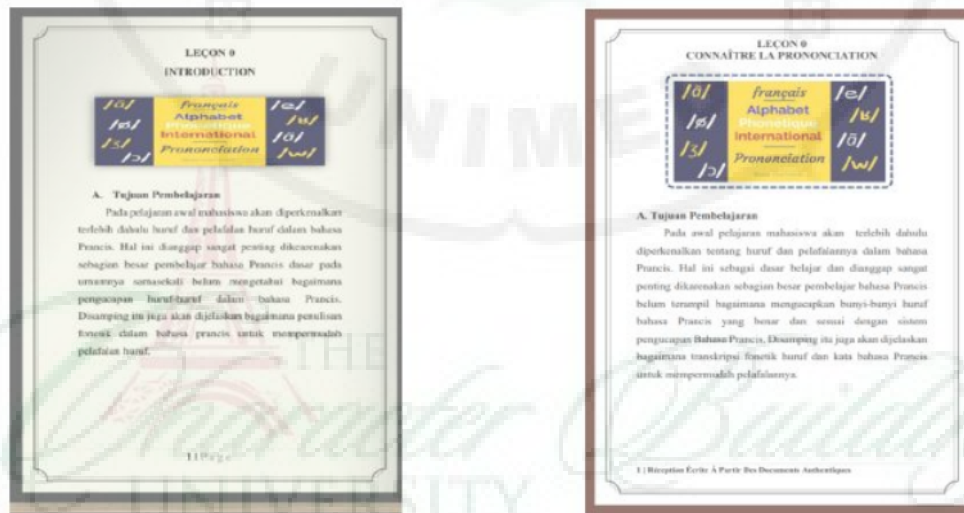 LEÇON 0
INTRODUCTION
/ã/
/ø/
/ʒ/
/ɔ/
français
Alphabet
Phonetique
International
Prononciation
/e/
/ʁ/
/ã/
/w/
A. Tujuan Pembelajaran
Pada pelajaran awal mahasiswa akan diperkenalkan
terlebih dahulu huruf dan pelafalan huruf dalam bahasa
Prancis. Hal ini dianggap sangat penting dikarenakan
sebagian besar pembelajar bahasa Prancis dasar pada
umumnya samasekali belum mengetahui bagaimana
pengucapan huruf-huruf dalam bahasa Prancis.
Disamping itu juga akan dijelaskan bagaimana penulisan
fonetik dalam bahasa prancis untuk mempermudah
pelafalan huruf.
1 | Page
LEÇON 0
CONNAÎTRE LA PRONONCIATION
/ã/
/ø/
/ʒ/
/ɔ/
français
Alphabet
Phonetique
International
Prononciation
/e/
/ʁ/
/ã/
/w/
A. Tujuan Pembelajaran
Pada awal pelajaran mahasiswa akan terlebih dahulu
diperkenalkan tentang huruf dan pelafalannya dalam bahasa
Prancis. Hal ini sebagai dasar belajar dan dianggap sangat
penting dikarenakan sebagian besar pembelajar bahasa Prancis
belum terampil bagaimana mengucapkan bunyi-bunyi huruf
bahasa Prancis yang benar dan sesuai dengan sistem
pengucapan Bahasa Prancis. Disamping itu juga akan dijelaskan
bagaimana transkripsi fonetik huruf dan kata bahasa Prancis
untuk mempermudah pelafalannya.
1 | Réception Écrite À Partir Des Documents Authentiques
UNIME
THE
Character Buildin
UNIVERSITY